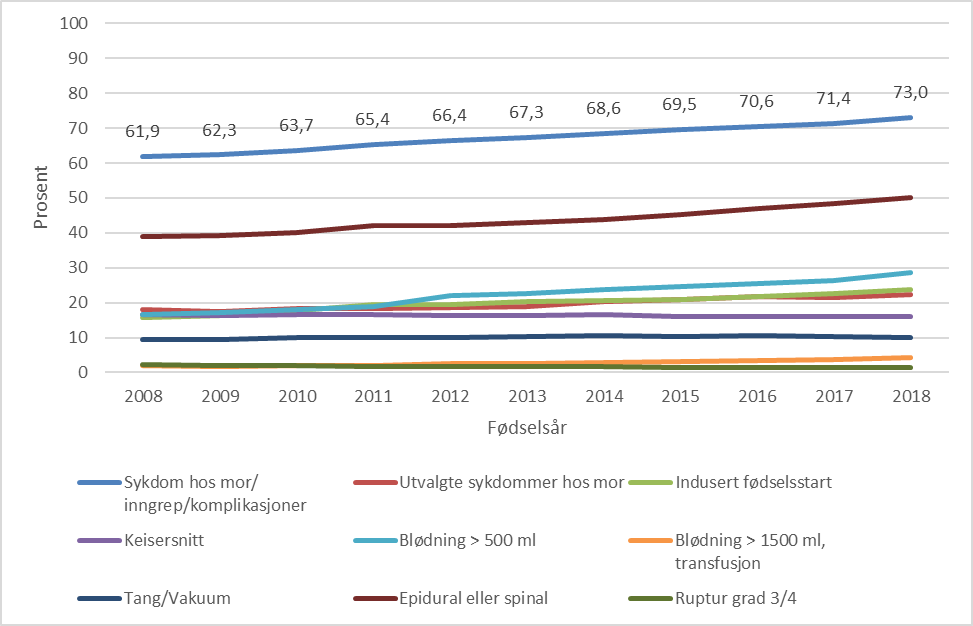 100
90
80
70
60
50
40
30
20
10
0
Prosent
61,9 62,3 63,7 65,4 66,4 67,3 68,6 69,5 70,6 71,4 73,0
2008 2009 2010 2011 2012 2013 2014 2015 2016 2017 2018
Fødselsår
Sykdom hos mor/
inngrep/komplikasjoner
Utvalgte sykdommer hos mor
Indusert fødselsstart
Keisersnitt
Blødning > 500 ml
Blødning > 1500 ml,
transfusjon
Tang/Vakuum
Epidural eller spinal
Ruptur grad 3/4